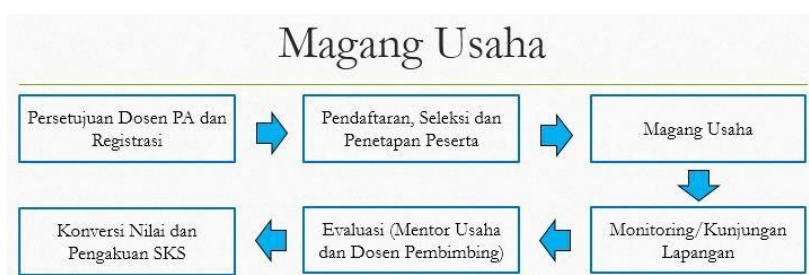 Magang Usaha
Persetujuan Dosen PA dan
Registrasi
Pendaftaran, Seleksi dan
Penetapan Peserta
Magang Usaha
Monitoring/Kunjungan
Lapangan
Evaluasi (Mentor Usaha
dan Dosen Pembimbing)
Konversi Nilai dan
Pengakuan SKS